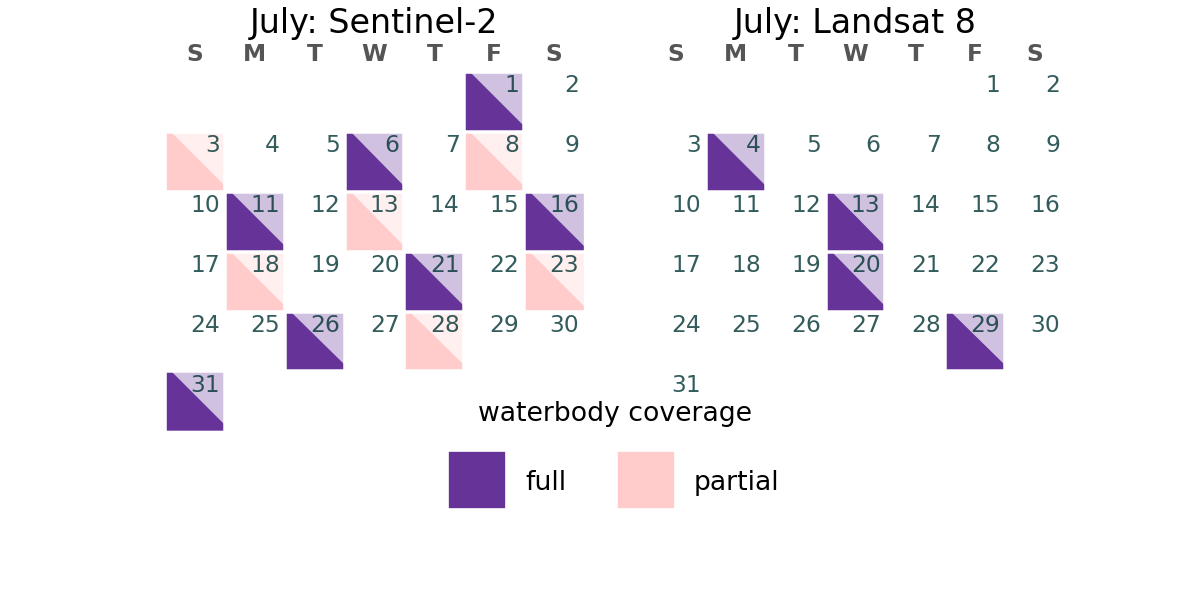 July: Sentinel-2
S M T W T F S
1 2
3 4 5 6 7 8 9
10 11 12 13 14 15 16
17 18 19 20 21 22 23
24 25 26 27 28 29 30
31
July: Landsat 8
S M T W T F S
1 2
3 4 5 6 7 8 9
10 11 12 13 14 15 16
17 18 19 20 21 22 23
24 25 26 27 28 29 30
31
waterbody coverage
full partial